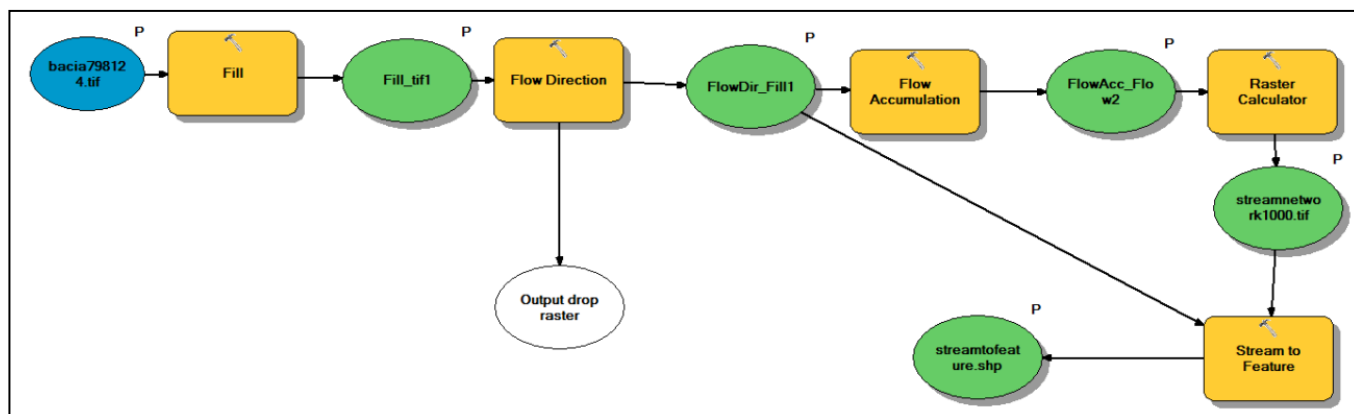 P
bacia79812
4.tif
Fill
P
Fill_tif1
Flow Direction
P
FlowDir_Fill1
Flow
Accumulation
P
FlowAcc_Flo
w2
Raster
Calculator
P
streamnetwo
rk1000.tif
Output drop
raster
P
streamtofeat
ure.shp
Stream to
Feature